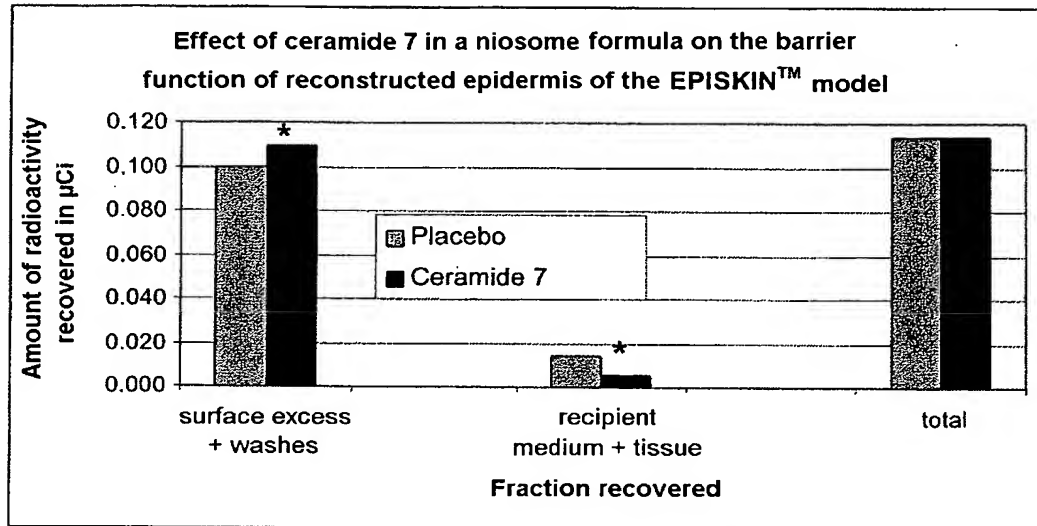 Effect of ceramide 7 in a niosome formula on the barrier
function of reconstructed epidermis of the EPISKIN™ model
Amount of radioactivity
recovered in µCi
0.120
0.100
0.080
0.060
0.040
0.020
0.000
*
*
Placebo
Ceramide 7
surface excess
+ washes
recipient
medium + tissue
total
Fraction recovered